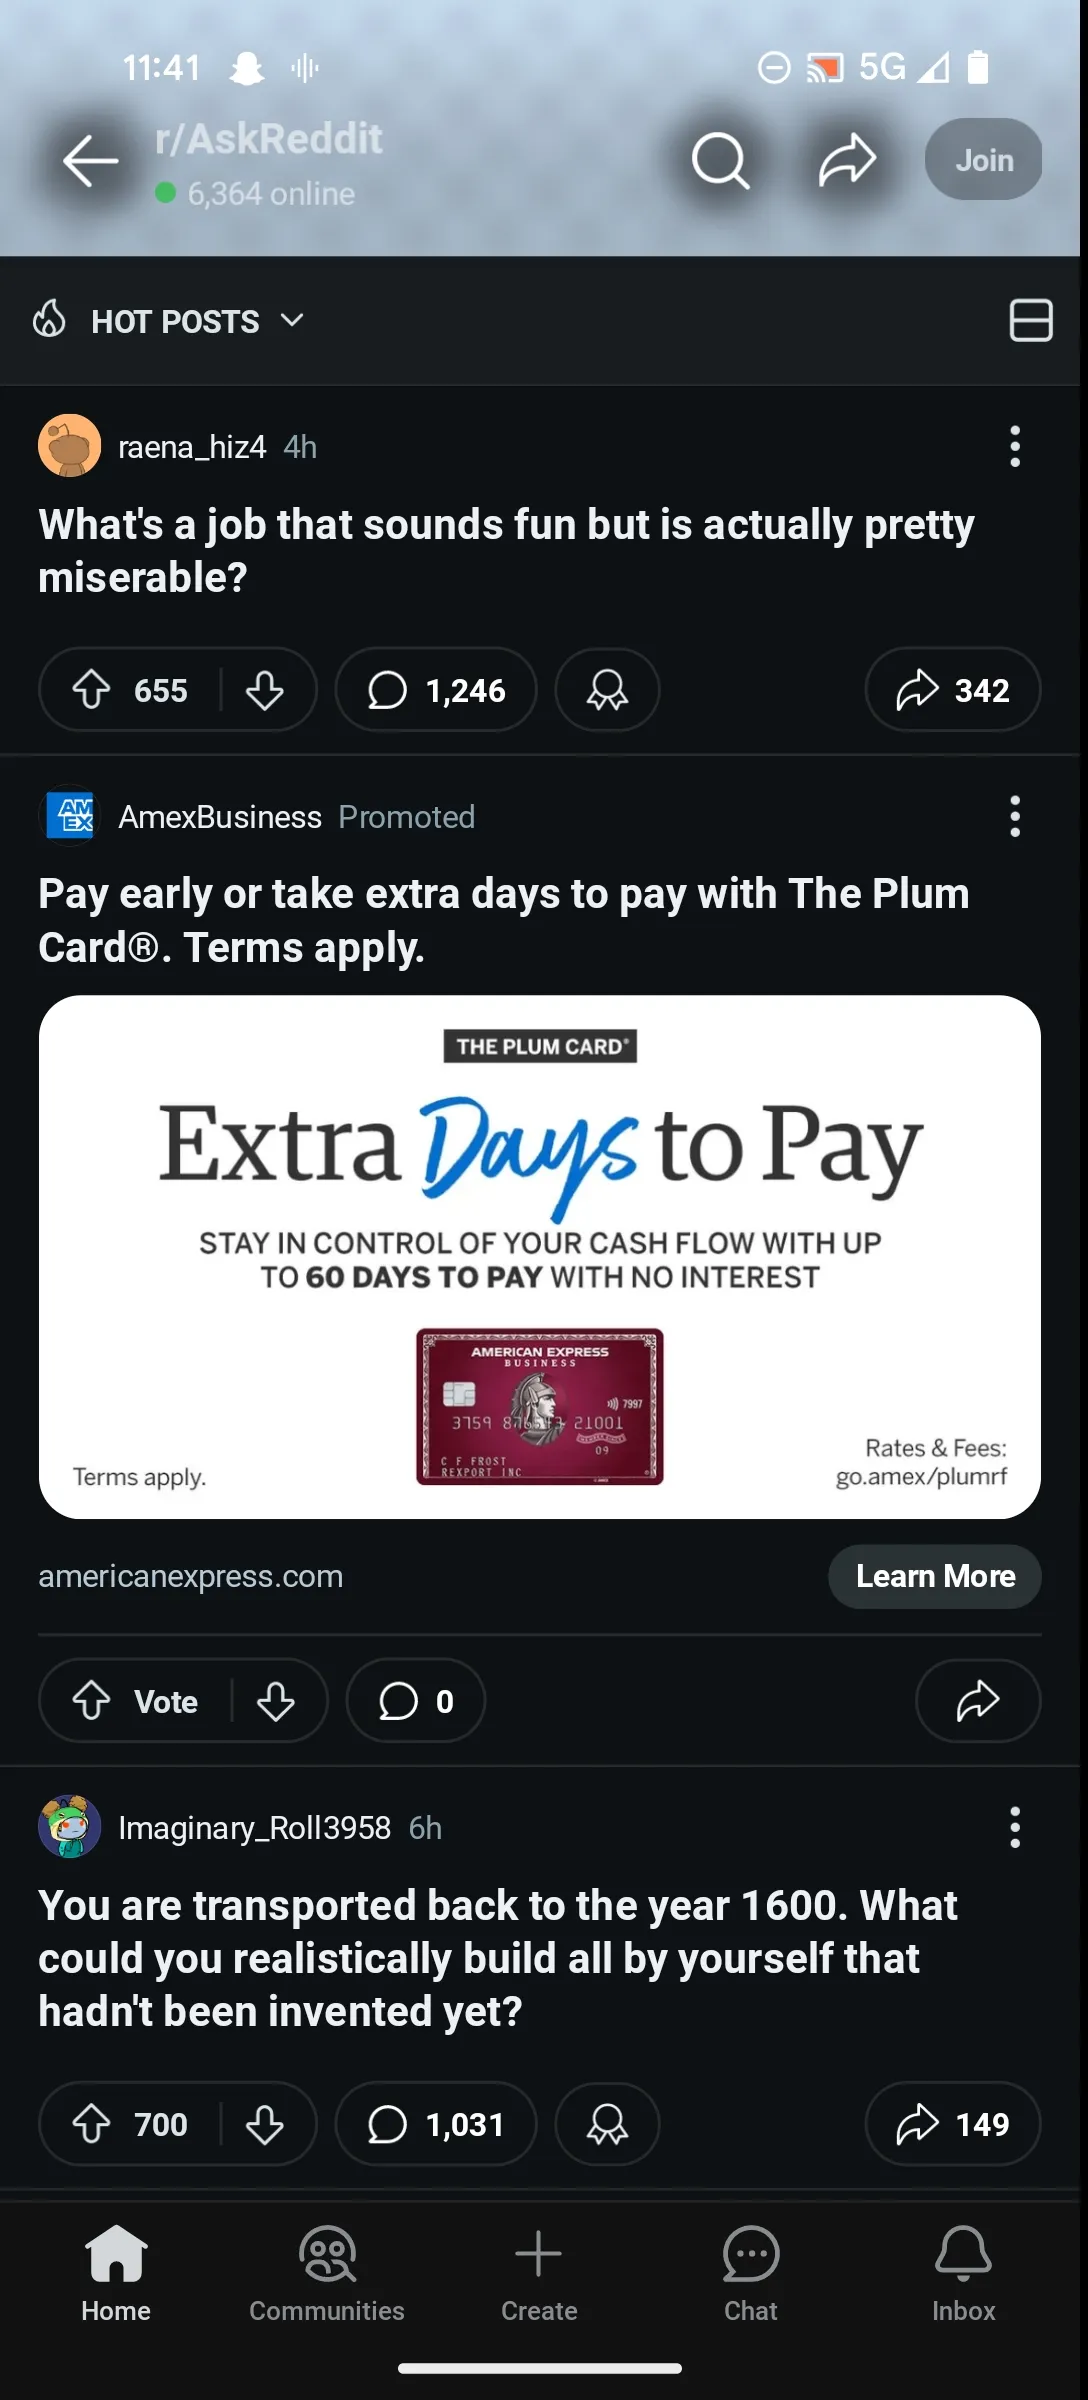 11:41
5G
r/AskReddit
6,364 online
Join
HOT POSTS
raena_hiz4 4h
What's a job that sounds fun but is actually pretty
miserable?
655
1,246
342
AM
EX
AmexBusiness Promoted
Pay early or take extra days to pay with The Plum
Card®. Terms apply.
THE PLUM CARD®
Extra Days to Pay
STAY IN CONTROL OF YOUR CASH FLOW WITH UP
TO 60 DAYS TO PAY WITH NO INTEREST
AMERICAN EXPRESS
BUSINESS
7997
3759 21001
09
C F FROST
REXPORT INC
Terms apply.
Rates & Fees:
go.amex/plumrf
americanexpress.com
Learn More
Vote
0
Imaginary_Roll3958 6h
You are transported back to the year 1600. What
could you realistically build all by yourself that
hadn't been invented yet?
700
1,031
149
Home
Communities
Create
Chat
Inbox